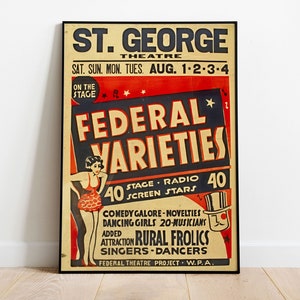 ST. GEORGE
THEATRE
SAT. SUN. MON. TUES AUG. 1·2·3·4
ON THE
STAGE
FEDERAL
VARIETIES
40 STAGE · RADIO 40
SCREEN STARS
COMEDY GALORE - NOVELTIES
DANCING GIRLS 20-MUSICIANS
ADDED
ATTRACTION RURAL FROLICS
SINGERS - DANCERS
FEDERAL THEATRE PROJECT - W.P.A.